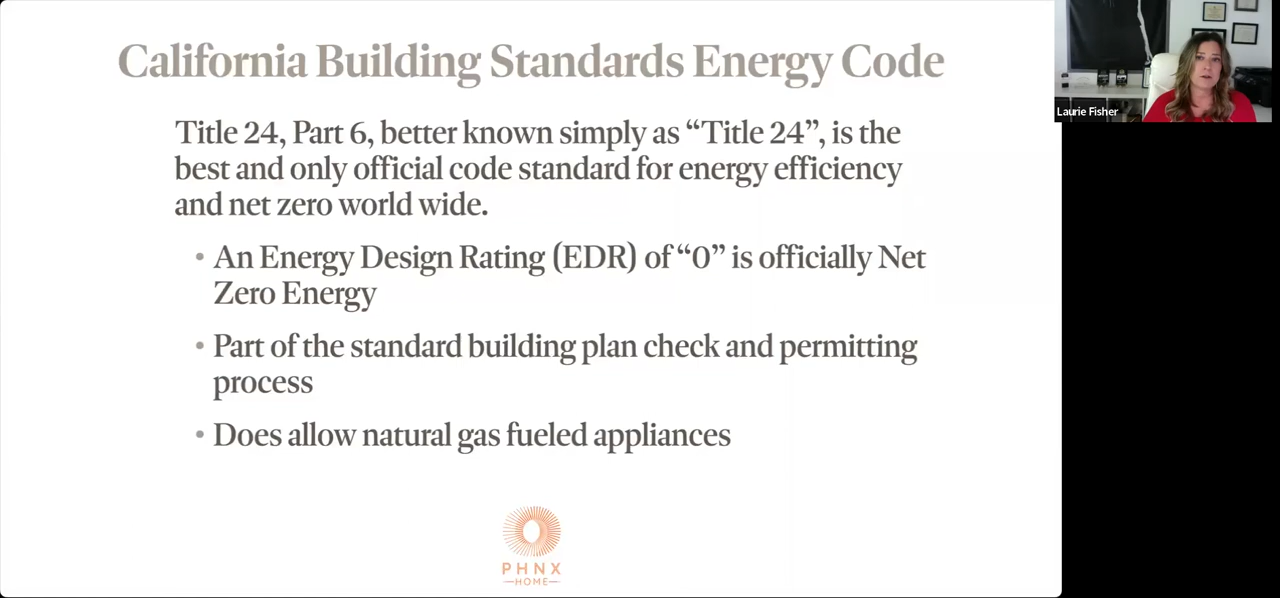 California Building Standards Energy Code
Title 24, Part 6, better known simply as “Title 24”, is the
best and only official code standard for energy efficiency
and net zero world wide.
• An Energy Design Rating (EDR) of “0” is officially Net
Zero Energy
• Part of the standard building plan check and permitting
process
• Does allow natural gas fueled appliances
PHNX
HOME
Laurie Fisher